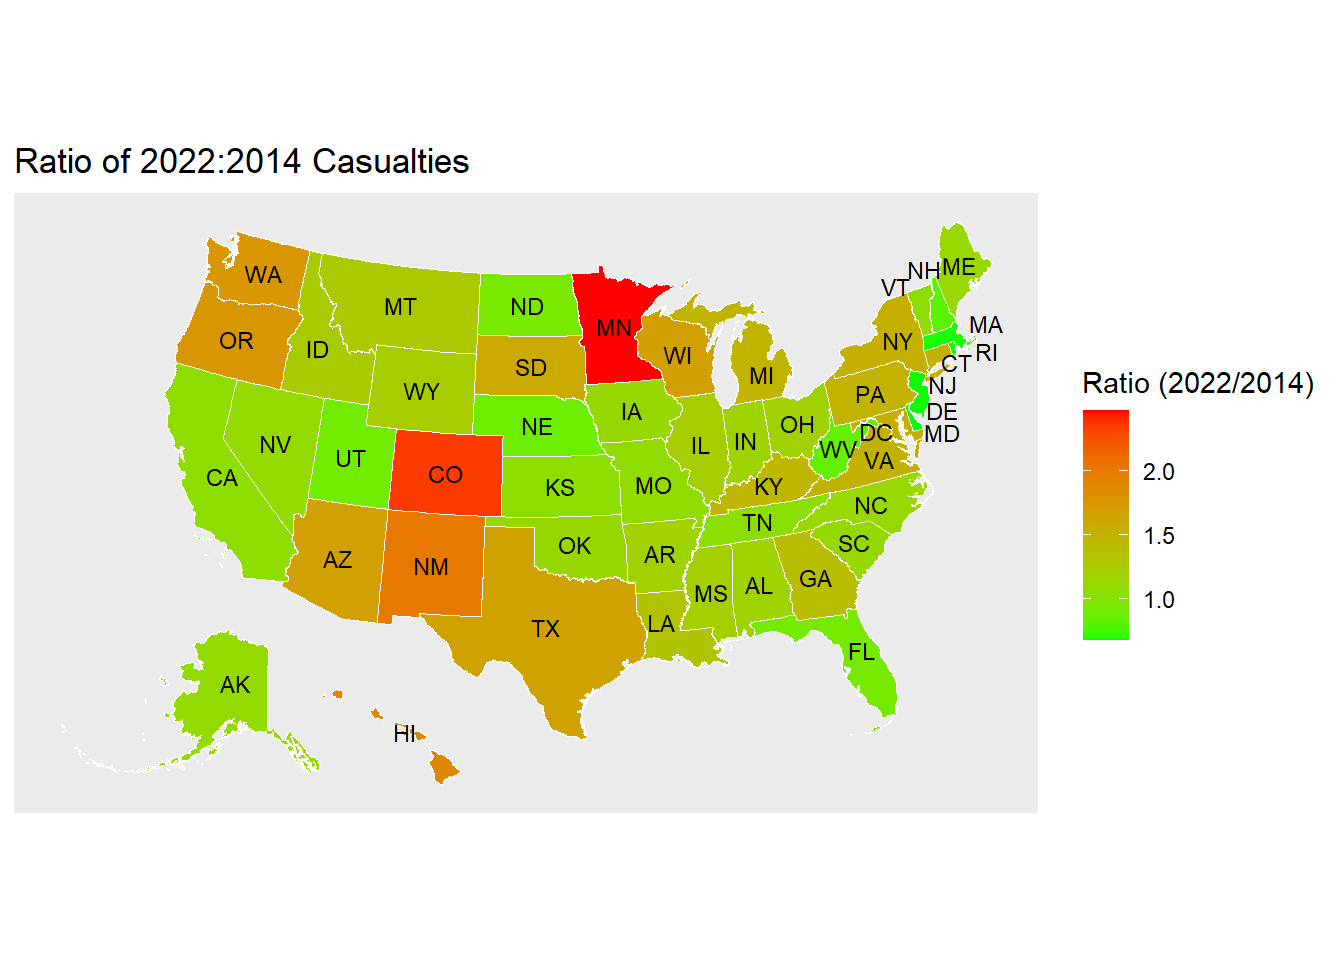 Ratio of 2022:2014 Casualties
WA
MT
ND
MN
VT
NH
ME
OR
ID
WY
SD
WI
MI
NY
MA
RI
CT
NV
UT
CO
NE
IA
IL
IN
OH
PA
NJ
DE
MD
DC
WV
VA
CA
KS
MO
KY
NC
TN
SC
AZ
NM
OK
AR
MS
AL
GA
TX
LA
FL
AK
HI
Ratio (2022/2014)
2.0
1.5
1.0